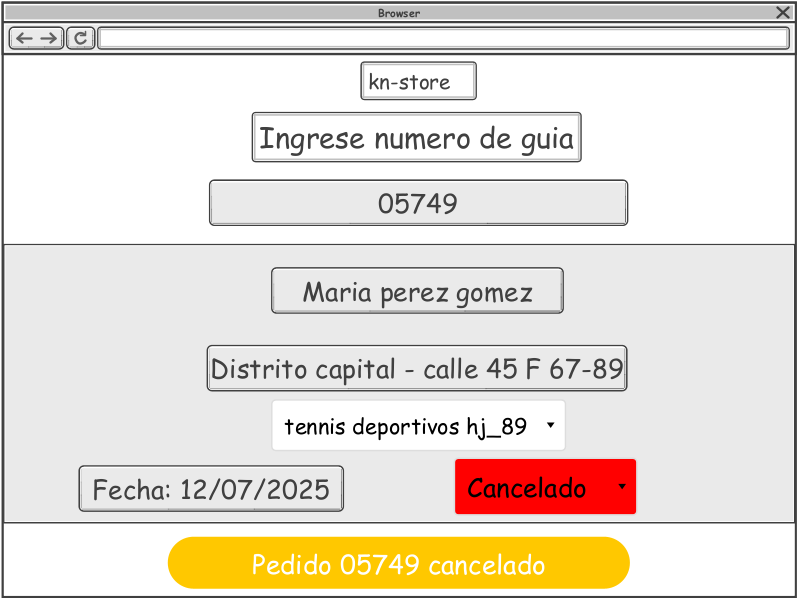 Browser
kn-store
Ingrese numero de guia
05749
Maria perez gomez
Distrito capital - calle 45 F 67-89
tennis deportivos hj_89
Fecha: 12/07/2025
Cancelado
Pedido 05749 cancelado